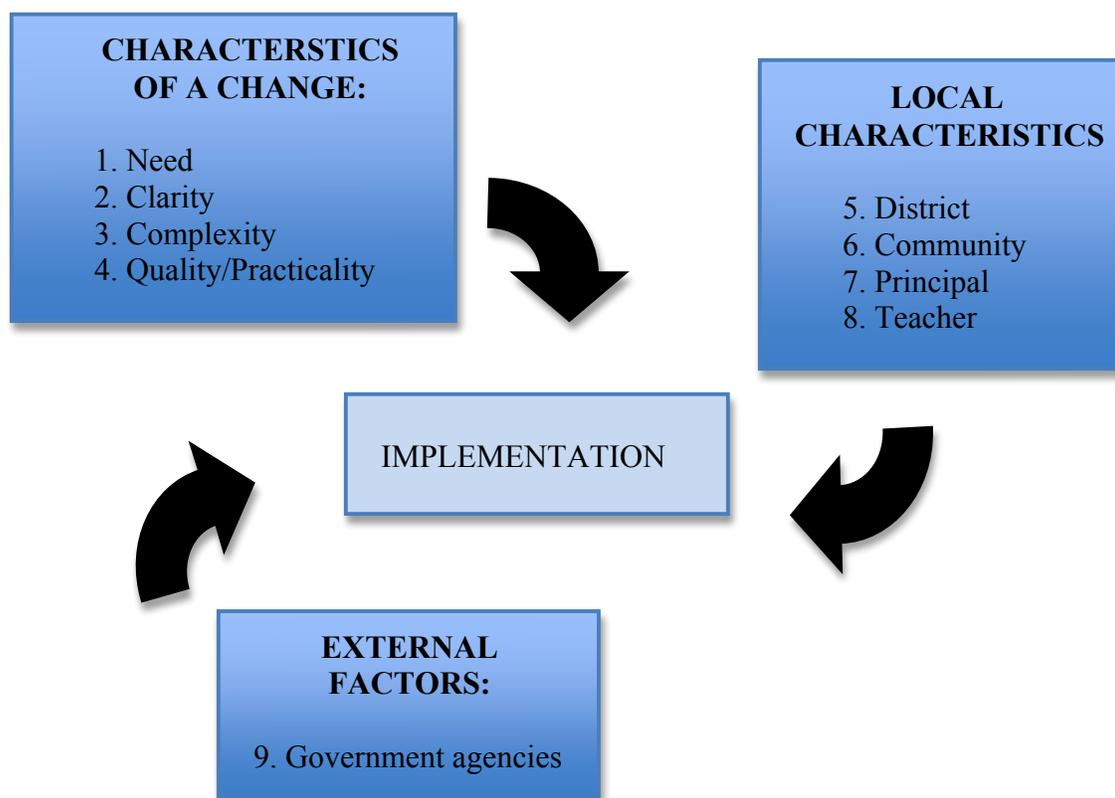 CHARACTERSTICS
OF A CHANGE:
1. Need
2. Clarity
3. Complexity
4. Quality/Practicality
LOCAL
CHARACTERISTICS
5. District
6. Community
7. Principal
8. Teacher
IMPLEMENTATION
EXTERNAL
FACTORS:
9. Government agencies